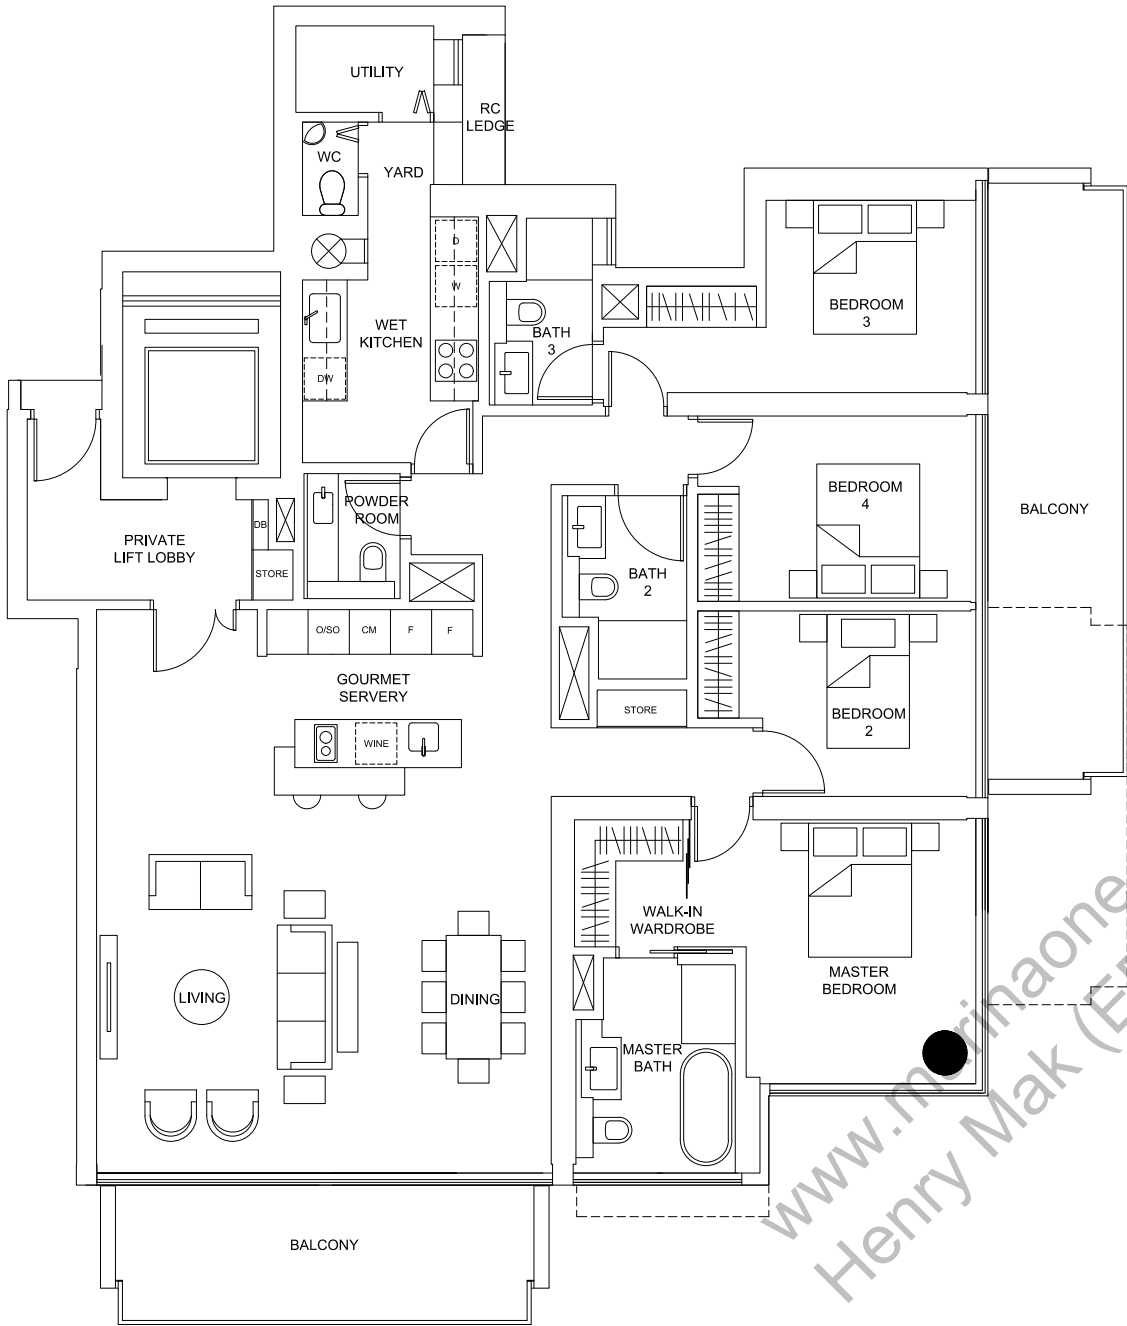 UTILITY
RC
LEDGE
WC
YARD
D
W
WET
KITCHEN
DW
BATH
3
BEDROOM
3
BEDROOM
4
BALCONY
POWDER
ROOM
PRIVATE
LIFT LOBBY
DB
STORE
BATH
2
O/SO
CM
F
F
GOURMET
SERVERY
STORE
BEDROOM
2
WINE
WALK-IN
WARDROBE
MASTER
BEDROOM
LIVING
DINING
MASTER
BATH
BALCONY
www.marinaone
Henry Mak (E